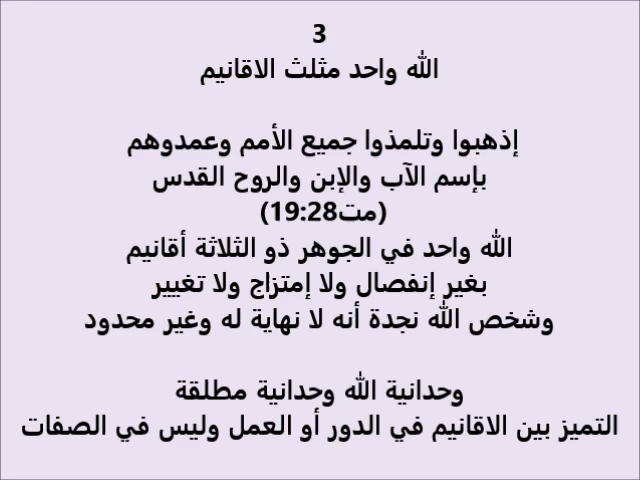 3
الله واحد مثلث الاقانيم
إذهبوا وتلمذوا جميع الأمم وعمدوهم
بإسم الآب والإبن والروح القدس
(مت19:28)
الله واحد في الجوهر ذو الثلاثة أقانيم
بغير إنفصال ولا إمتزاج ولا تغيير
وشخص الله نجدة أنه لا نهاية له وغير محدود
وحدانية الله وحدانية مطلقة
التميز بين الاقانيم في الدور أو العمل وليس في الصفات